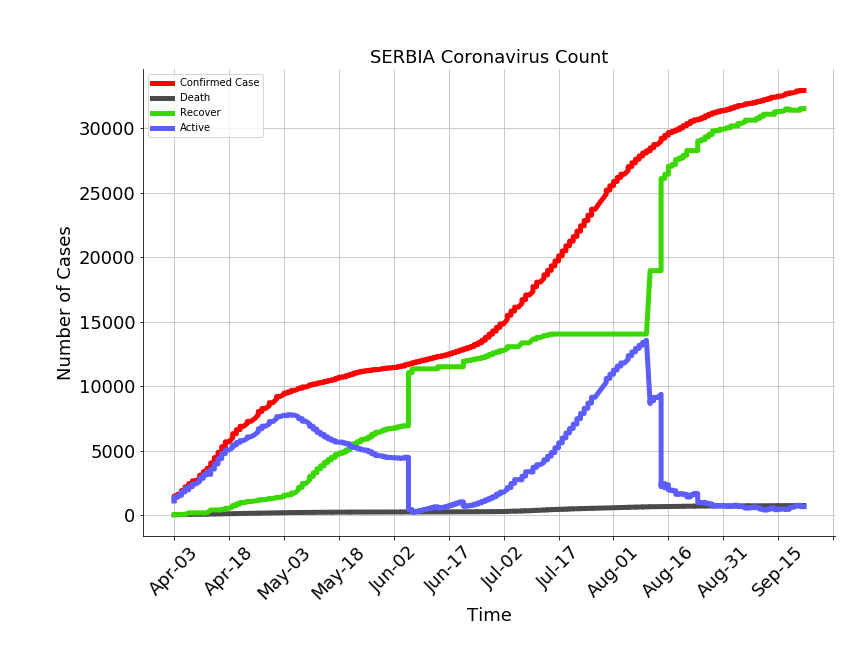 SERBIA Coronavirus Count
Confirmed Case
Death
Recover
Active
Number of Cases
30000
25000
20000
15000
10000
5000
0
Apr-03
Apr-18
May-03
May-18
Jun-02
Jun-17
Jul-02
Jul-17
Aug-01
Aug-16
Aug-31
Sep-15
Time